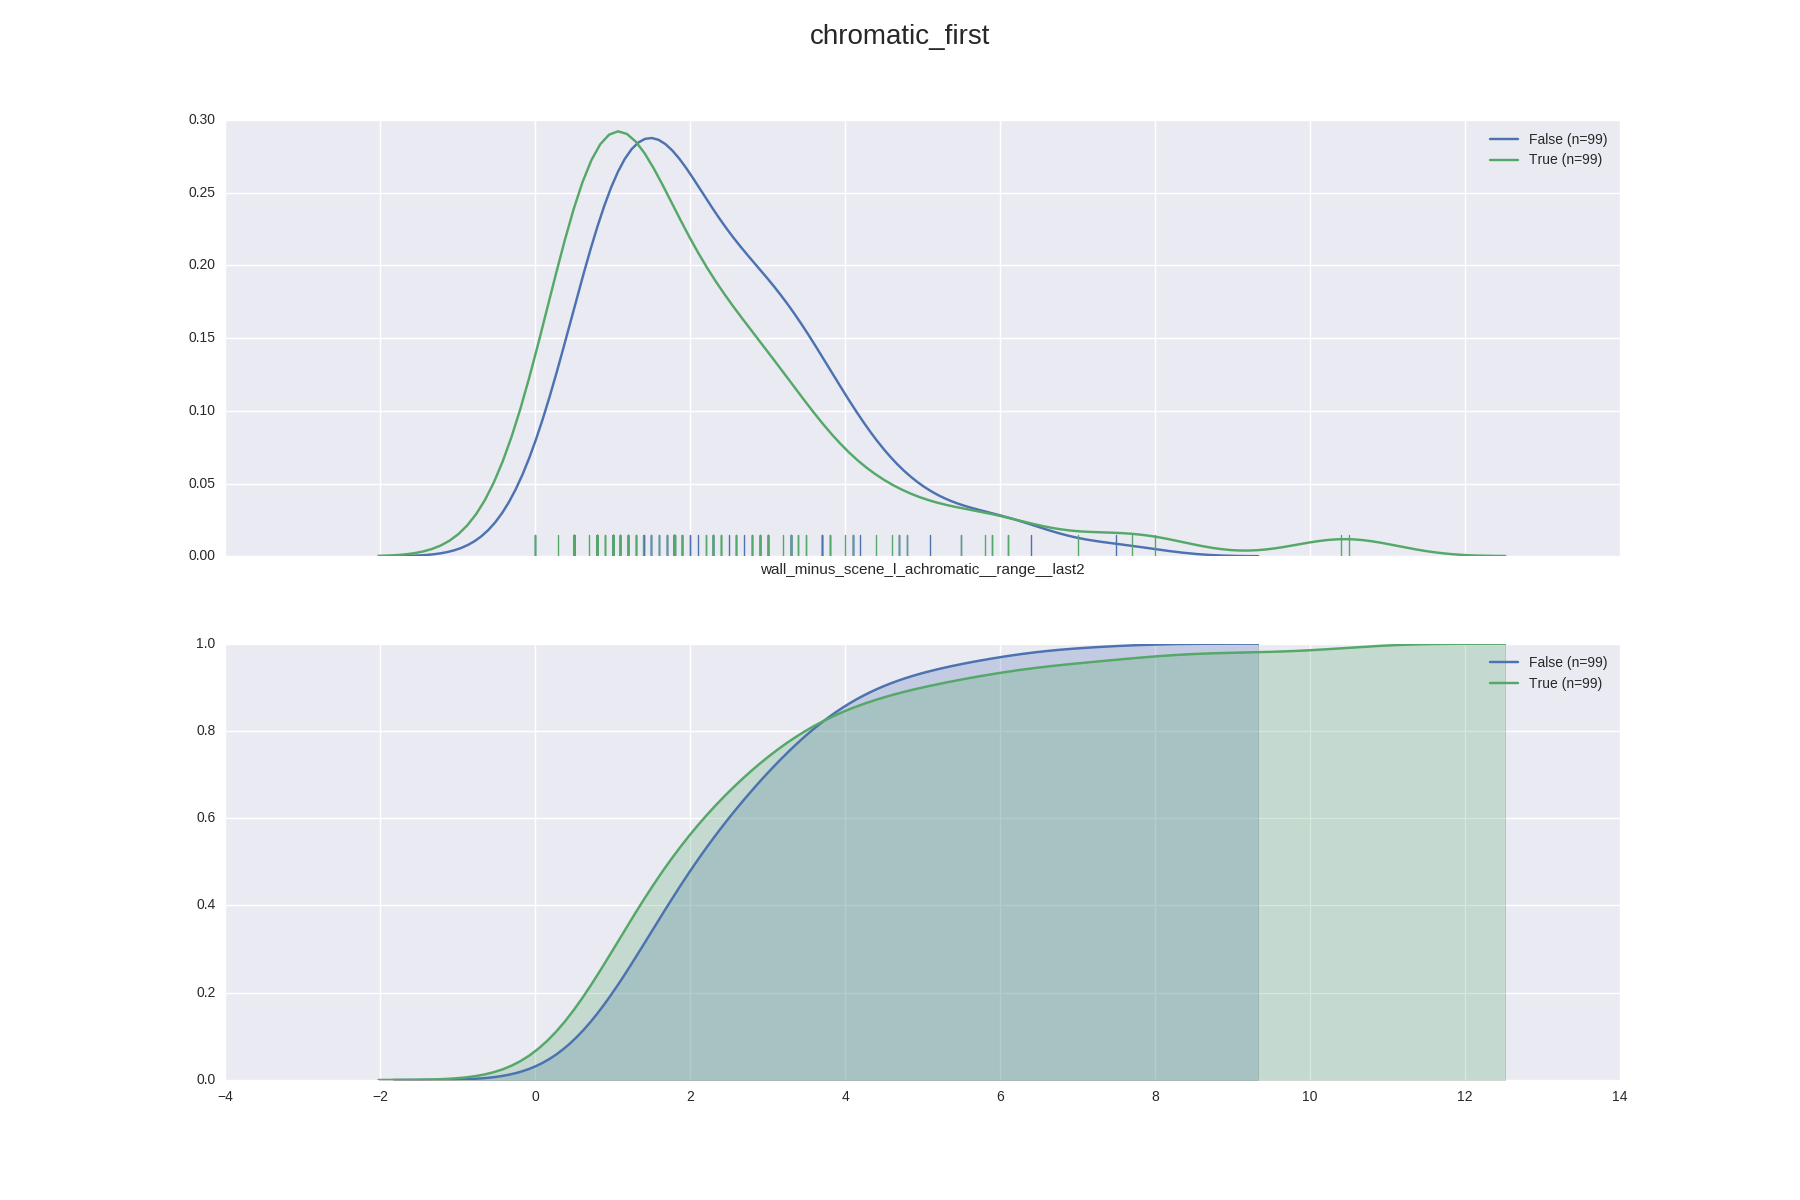 chromatic_first
0.30
0.25
0.20
0.15
0.10
0.05
0.00
False (n=99)
True (n=99)
wall_minus_scene_l_achromatic__range__last2
1.0
0.8
0.6
0.4
0.2
0.0
False (n=99)
True (n=99)
−4 −2 0 2 4 6 8 10 12 14